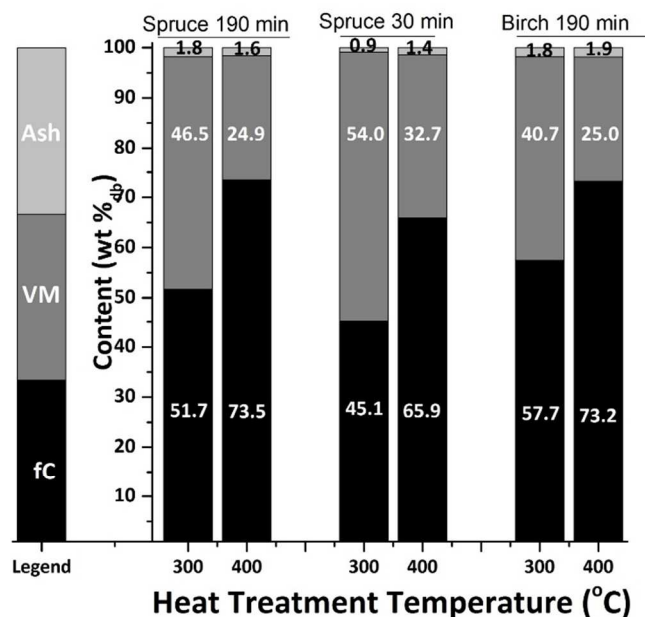 Spruce 190 min
Spruce 30 min
Birch 190 min
100
90
80
70
60
50
40
30
20
10
Content (wt %db)
Ash
VM
fC
Legend
1.8 1.6 0.9 1.4 1.8 1.9
46.5 24.9 54.0 32.7 40.7 25.0
51.7 73.5 45.1 65.9 57.7 73.2
300 400 300 400 300 400
Heat Treatment Temperature (°C)